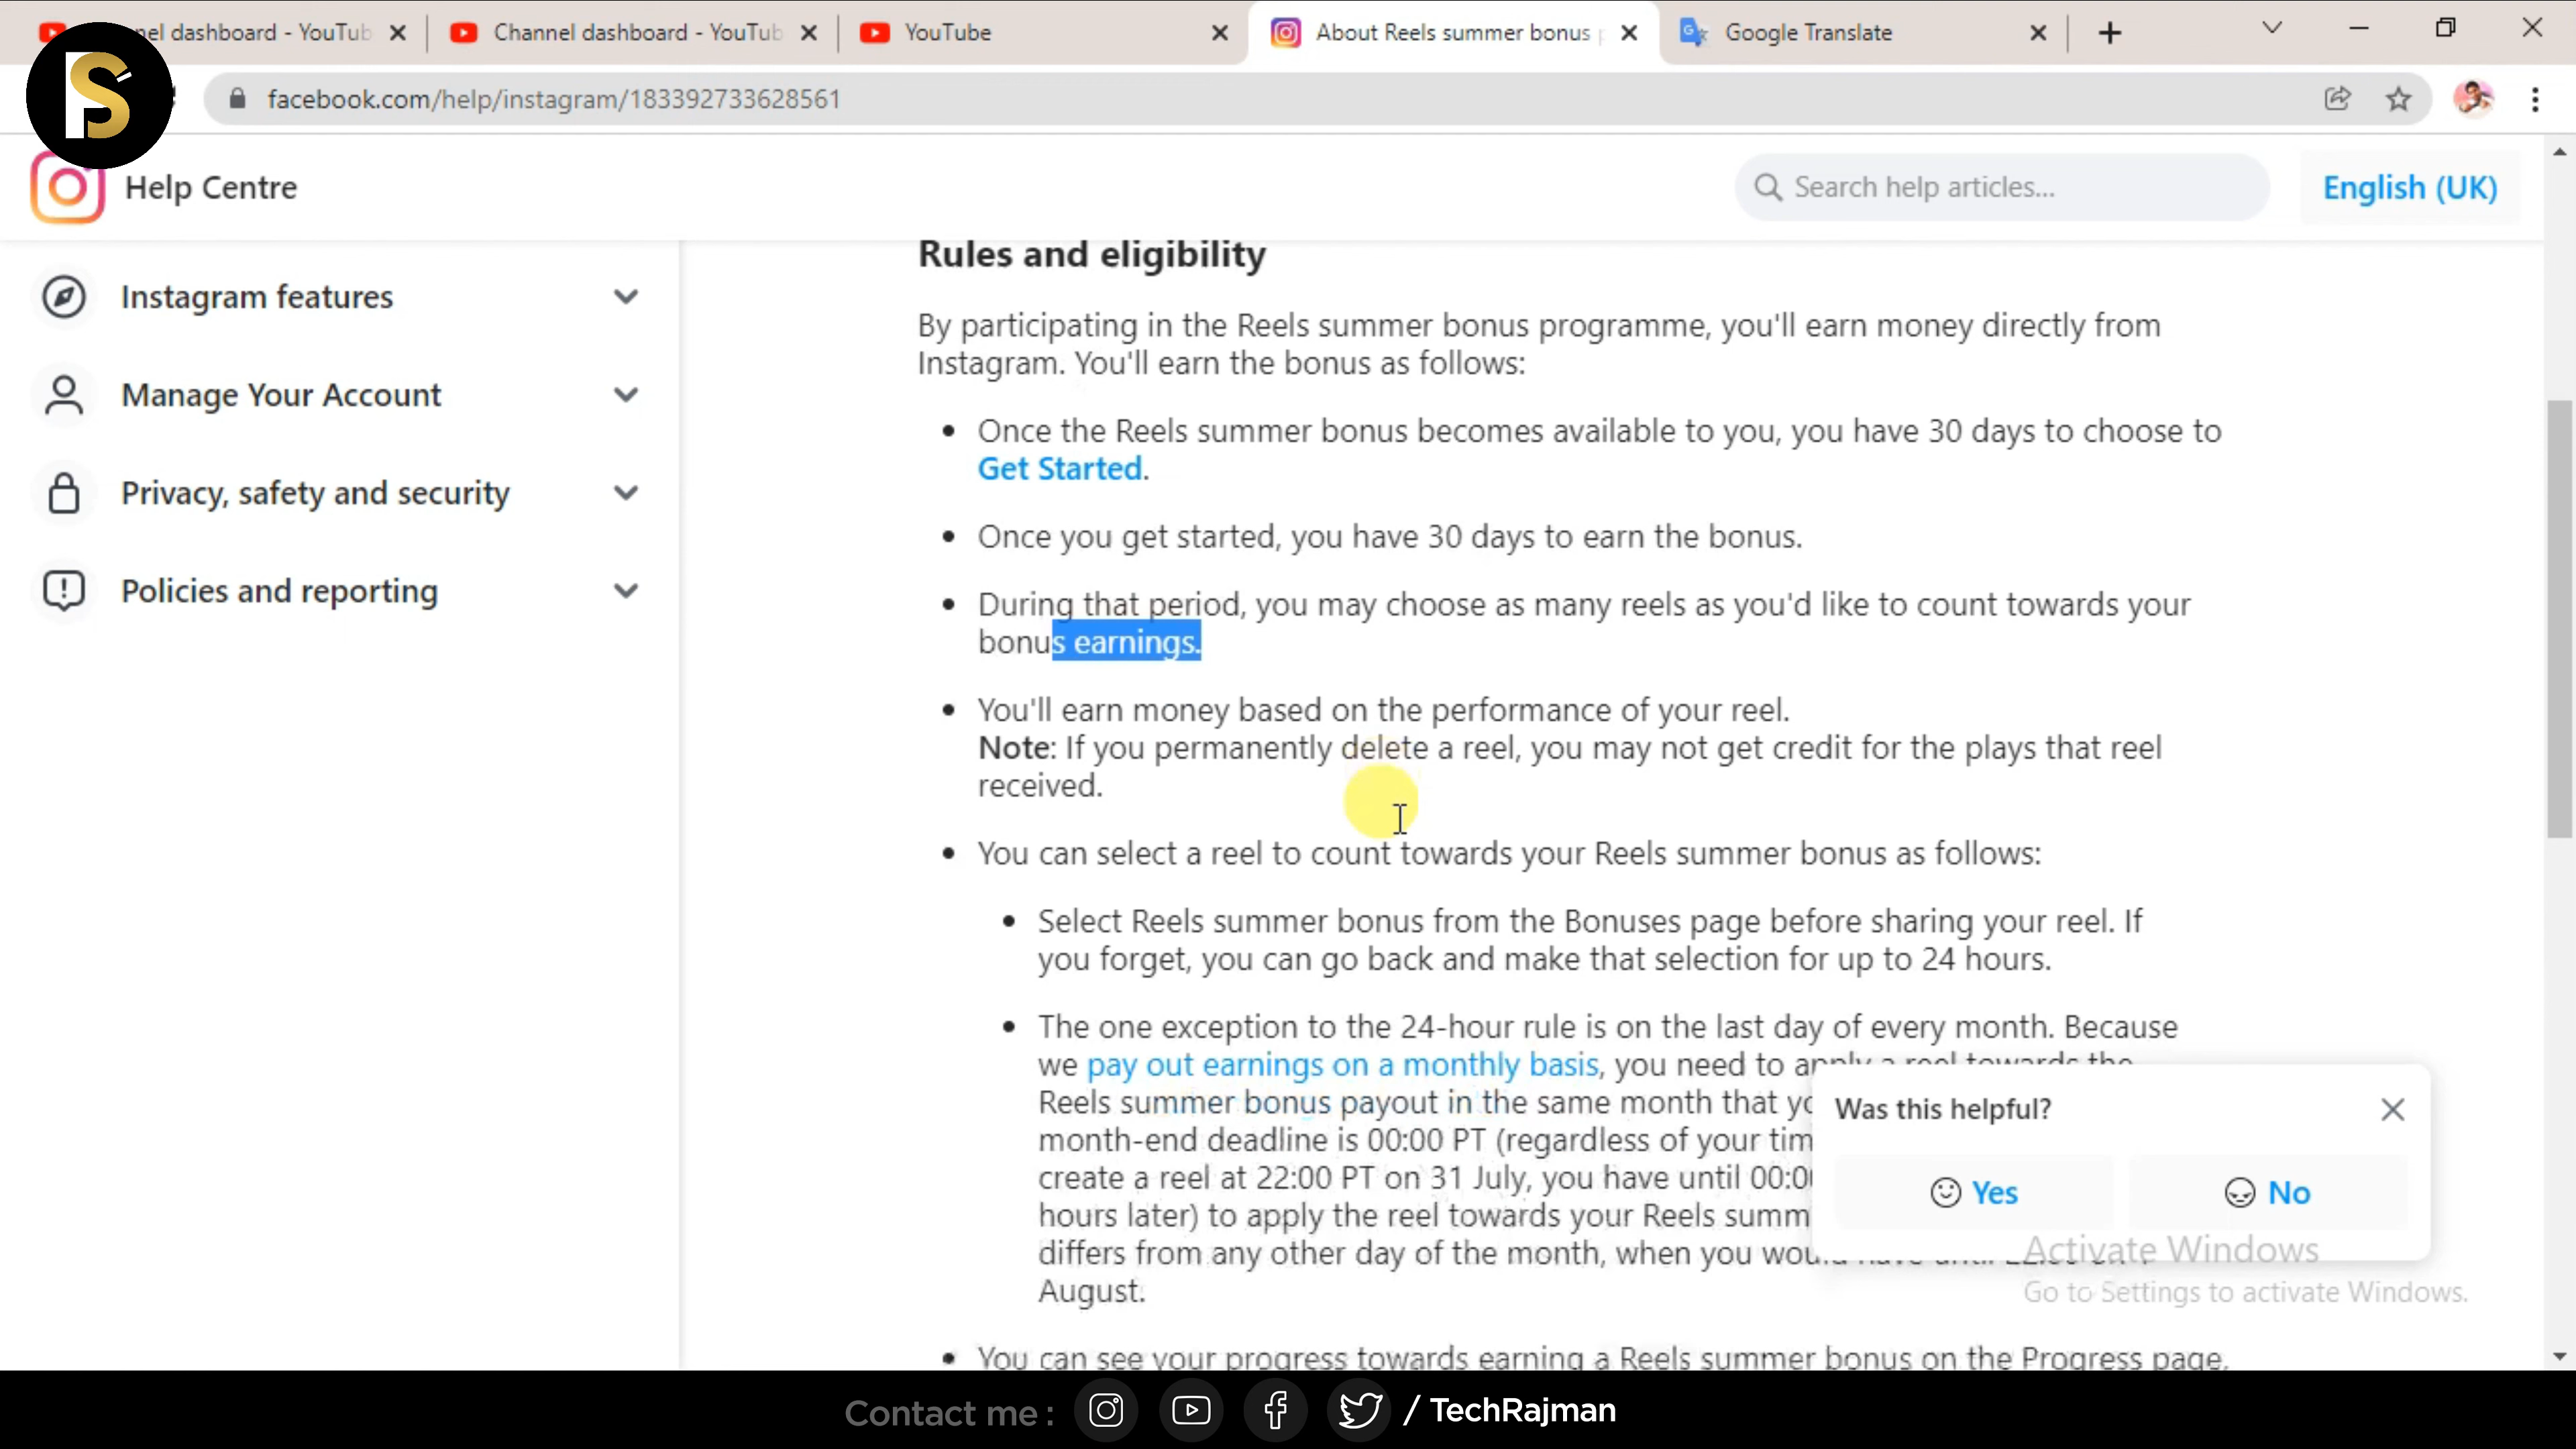 nel dashboard - YouTub
Channel dashboard - YouTub
YouTube
About Reels summer bonus p
Google Translate
PS
facebook.com/help/instagram/183392733628561
Help Centre
Search help articles...
English (UK)
Instagram features
Manage Your Account
Privacy, safety and security
Policies and reporting
Rules and eligibility
By participating in the Reels summer bonus programme, you'll earn money directly from
Instagram. You'll earn the bonus as follows:
• Once the Reels summer bonus becomes available to you, you have 30 days to choose to
Get Started.
• Once you get started, you have 30 days to earn the bonus.
• During that period, you may choose as many reels as you'd like to count towards your
bonus earnings.
• You'll earn money based on the performance of your reel.
Note: If you permanently delete a reel, you may not get credit for the plays that reel
received.
• You can select a reel to count towards your Reels summer bonus as follows:
• Select Reels summer bonus from the Bonuses page before sharing your reel. If
you forget, you can go back and make that selection for up to 24 hours.
• The one exception to the 24-hour rule is on the last day of every month. Because
we pay out earnings on a monthly basis, you need to apply a reel towards the
Reels summer bonus payout in the same month that yo
month-end deadline is 00:00 PT (regardless of your tim
create a reel at 22:00 PT on 31 July, you have until 00:00
hours later) to apply the reel towards your Reels summ
differs from any other day of the month, when you would have until
August.
• You can see your progress towards earning a Reels summer bonus on the Progress page,
Was this helpful?
Yes
No
Activate Windows
Go to Settings to activate Windows.
Contact me :
/ TechRajman